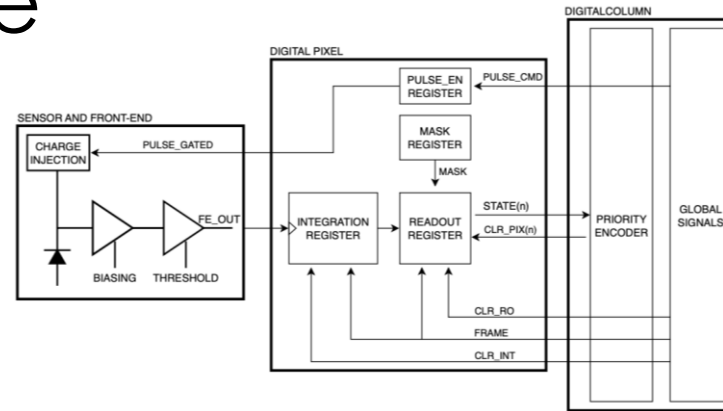 DIGITALCOLUMN
DIGITAL PIXEL
PULSE_EN
REGISTER
PULSE_CMD
SENSOR AND FRONT-END
CHARGE
INJECTION
PULSE_GATED
MASK
REGISTER
MASK
FE_OUT
INTEGRATION
REGISTER
READOUT
REGISTER
STATE(n)
CLR_PIX(n)
PRIORITY
ENCODER
GLOBAL
SIGNALS
BIASING
THRESHOLD
CLR_RO
FRAME
CLR_INT